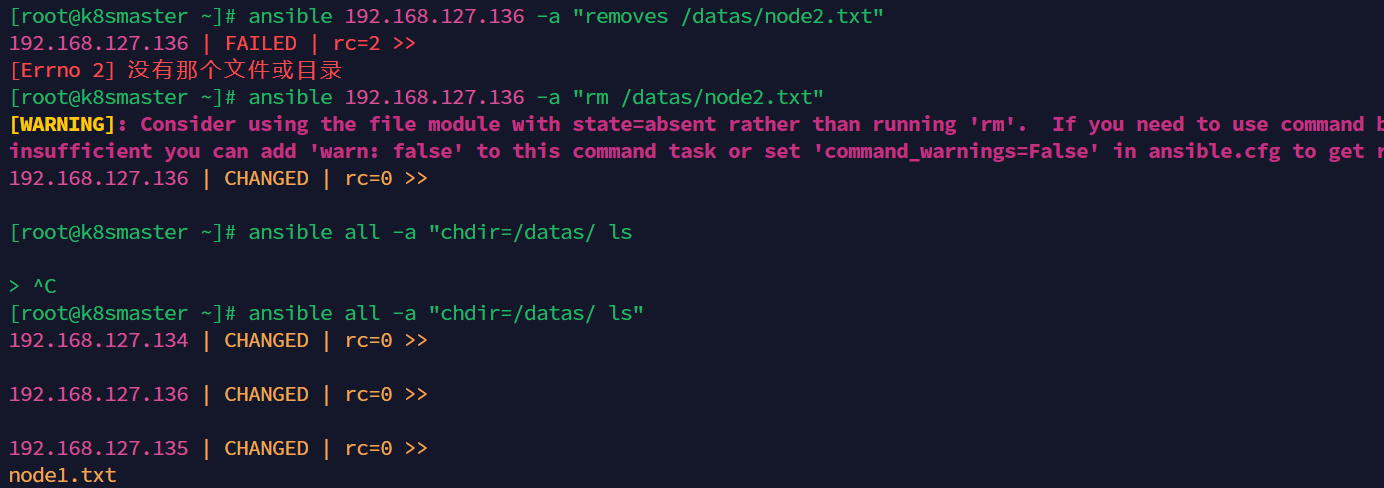 [root@k8smaster ~]# ansible 192.168.127.136 -a "removes /datas/node2.txt"
192.168.127.136 | FAILED | rc=2 >>
[Errno 2] 没有那个文件或目录
[root@k8smaster ~]# ansible 192.168.127.136 -a "rm /datas/node2.txt"
[WARNING]: Consider using the file module with state=absent rather than running 'rm'.  If you need to use command
insufficient you can add 'warn: false' to this command task or set 'command_warnings=False' in ansible.cfg to get
192.168.127.136 | CHANGED | rc=0 >>
[root@k8smaster ~]# ansible all -a "chdir=/datas/ ls
> ^C
[root@k8smaster ~]# ansible all -a "chdir=/datas/ ls"
192.168.127.134 | CHANGED | rc=0 >>
192.168.127.136 | CHANGED | rc=0 >>
192.168.127.135 | CHANGED | rc=0 >>
node1.txt